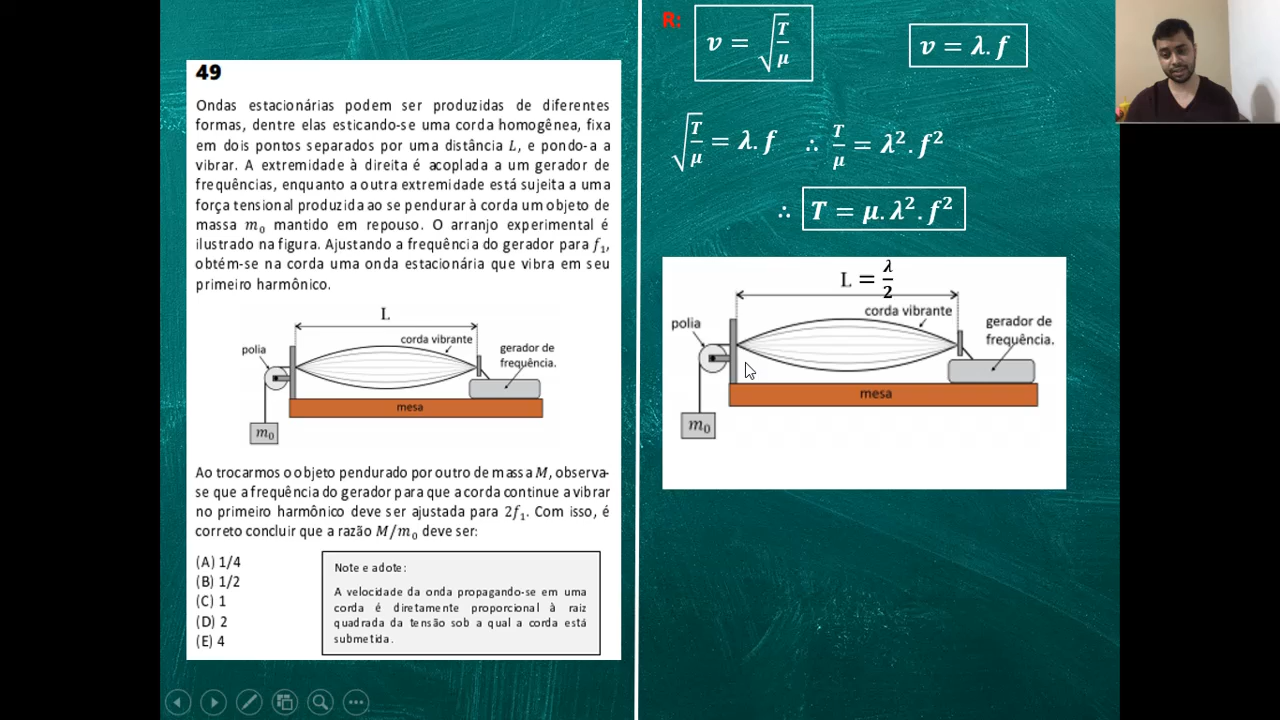 49
Ondas estacionárias podem ser produzidas de diferentes
formas, dentre elas esticando-se uma corda homogênea, fixa
em dois pontos separados por uma distância L, e pondo-a a
vibrar. A extremidade à direita é acoplada a um gerador de
frequências, enquanto a outra extremidade está sujeita a uma
força tensional produzida ao se pendurar à corda um objeto de
massa m₀ mantido em repouso. O arranjo experimental é
ilustrado na figura. Ajustando a frequência do gerador para f₁,
obtém-se na corda uma onda estacionária que vibra em seu
primeiro harmônico.
L
corda vibrante
polia
gerador de
frequência.
mesa
m₀
Ao trocarmos o objeto pendurado por outro de massa M, observa-
se que a frequência do gerador para que a corda continue a vibrar
no primeiro harmônico deve ser ajustada para 2f₁. Com isso, é
correto concluir que a razão M/m₀ deve ser:
(A) 1/4
(B) 1/2
(C) 1
(D) 2
(E) 4
Note e adote:
A velocidade da onda propagando-se em uma
corda é diretamente proporcional à raiz
quadrada da tensão sob a qual a corda está
submetida.
R:
v = √(T/μ)
v = λ.f
√(T/μ) = λ.f ∴ T/μ = λ².f²
∴ T = μ.λ².f²
L = λ/2
corda vibrante
polia
gerador de
frequência.
mesa
m₀